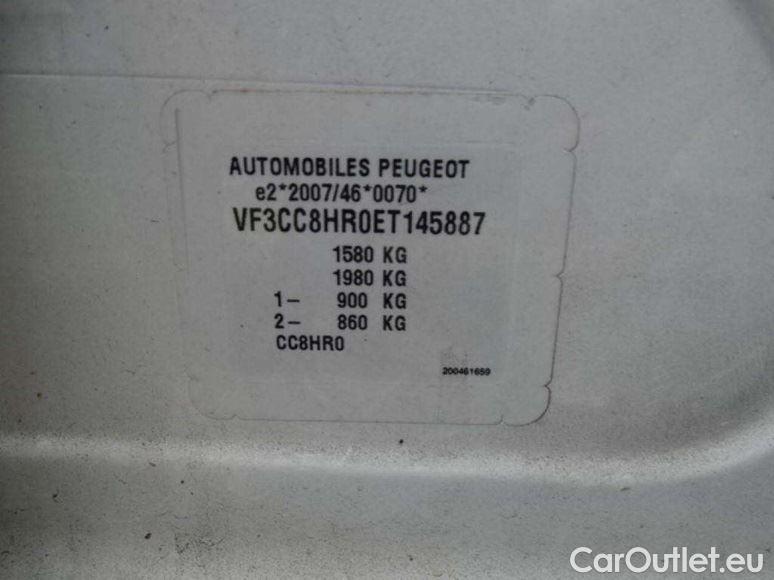 AUTOMOBILES PEUGEOT
e2*2007/46*0070*
VF3CC8HR0ET145887
1580 KG
1980 KG
1– 900 KG
2– 860 KG
CC8HR0
200461659
CarOutlet.eu